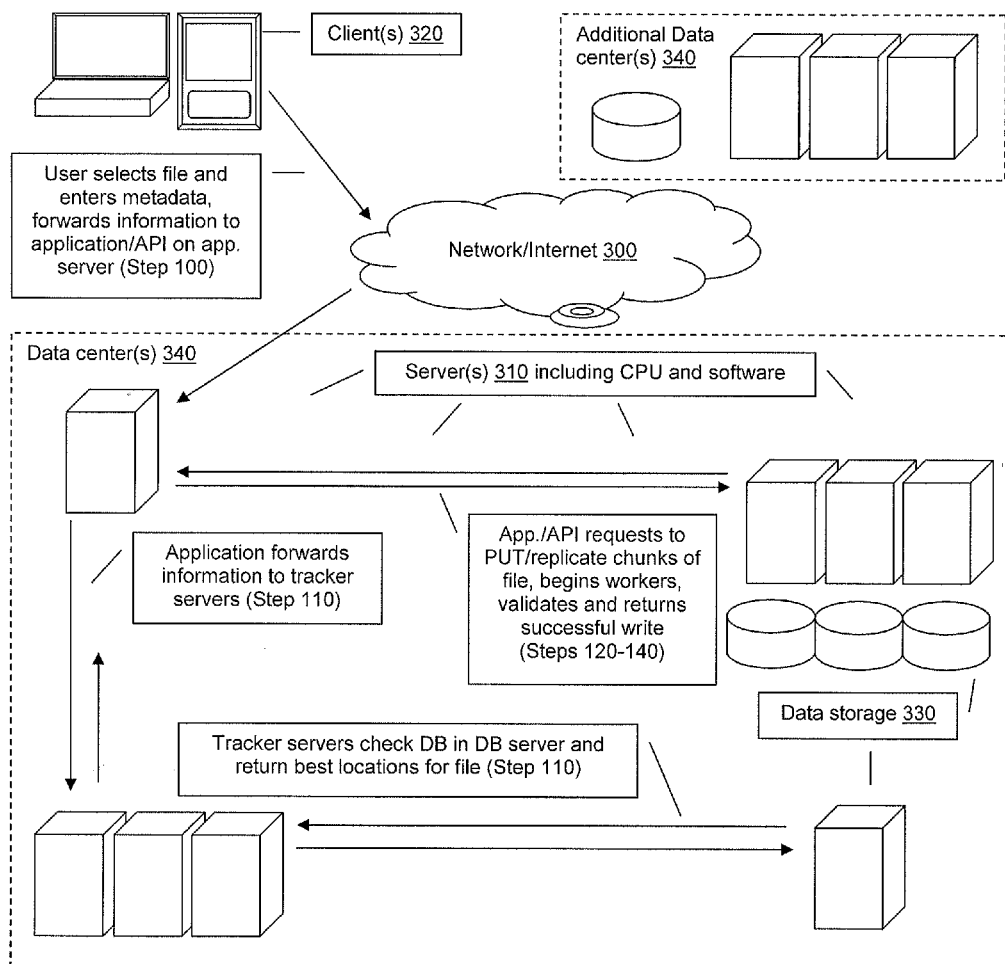 Client(s) 320
Additional Data
center(s) 340
User selects file and
enters metadata,
forwards information to
application/API on app.
server (Step 100)
Network/Internet 300
Data center(s) 340
Server(s) 310 including CPU and software
Application forwards
information to tracker
servers (Step 110)
App./API requests to
PUT/replicate chunks of
file, begins workers,
validates and returns
successful write
(Steps 120-140)
Data storage 330
Tracker servers check DB in DB server and
return best locations for file (Step 110)